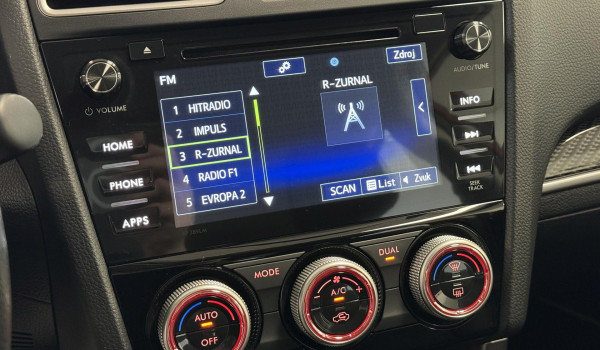 FM
Zdroj
AUDIO/TUNE
VOLUME
R-ZURNAL
1 HITRADIO
2 IMPULS
3 R-ZURNAL
4 RADIO F1
5 EVROPA 2
INFO
HOME
PHONE
APPS
SCAN
List
Zvuk
SEEK
TRACK
MODE
DUAL
AUTO
OFF
A/C